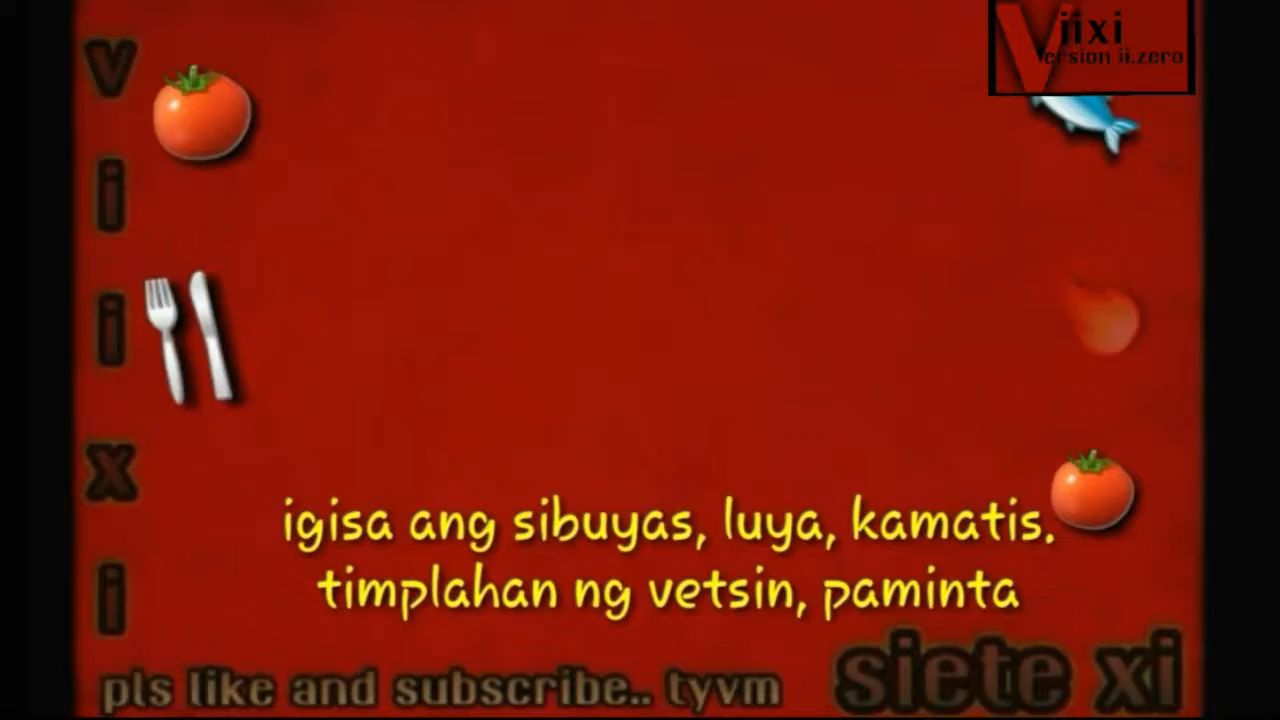 Viixi
Version ii.zero
v
i
i
x
i
igisa ang sibuyas, luya, kamatis.
timplahan ng vetsin, paminta
siete xi
pls like and subscribe.. tyvm